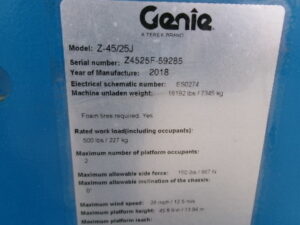 Genie
A TEREX BRAND
Model: Z-45/25J
Serial number: Z4525F-59285
Year of Manufacture: 2018
Electrical schematic number: ES0274
Machine unladen weight: 16192 lbs / 7345 kg
Foam tires required: Yes
Rated work load(including occupants):
500 lbs / 227 kg
Maximum number of platform occupants:
2
Maximum allowable side force: 150 lbs / 667 N
Maximum allowable inclination of the chassis:
0°
Maximum wind speed: 28 mph / 12.5 m/s
Maximum platform height: 45.9 ft / 13.94 m
Maximum platform reach: